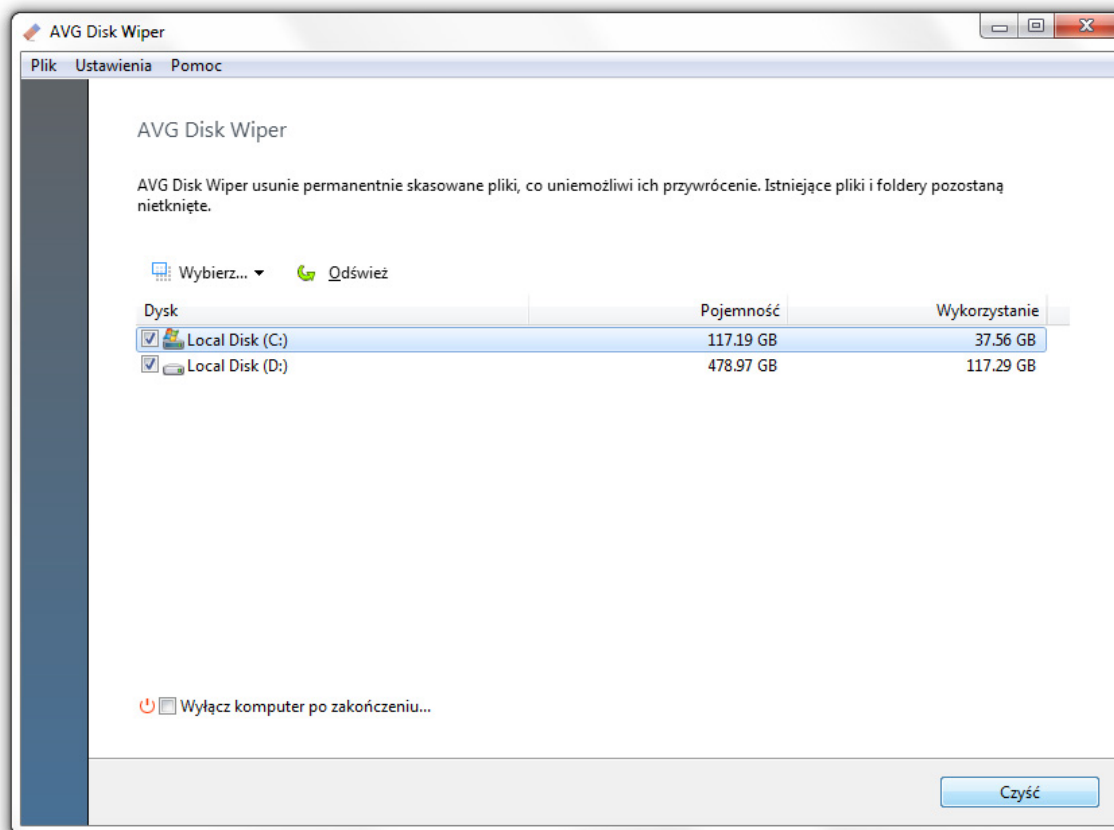 AVG Disk Wiper
Plik Ustawienia Pomoc
AVG Disk Wiper
AVG Disk Wiper usunie permanentnie skasowane pliki, co uniemożliwi ich przywrócenie. Istniejące pliki i foldery pozostaną
nietknięte.
Wybierz... Odśwież
Dysk Pojemność Wykorzystanie
Local Disk (C:) 117.19 GB 37.56 GB
Local Disk (D:) 478.97 GB 117.29 GB
Wyłącz komputer po zakończeniu...
Czyść